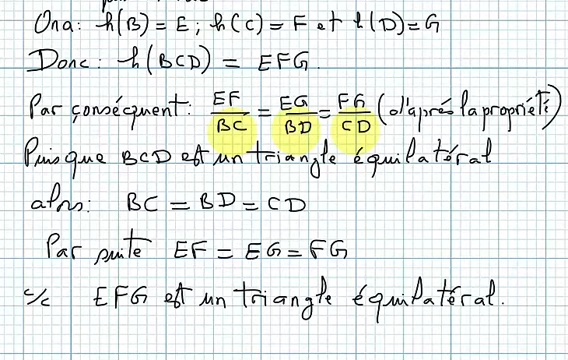 On a : h(B) = E ; h(C) = F et h(D) = G
Donc : h(BCD) = EFG.
Par conséquent : EF/BC = EG/BD = FG/CD (d'après la propriété)
Puisque BCD est un triangle équilatéral
alors : BC = BD = CD
Par suite EF = EG = FG
c/c EFG est un triangle équilatéral.